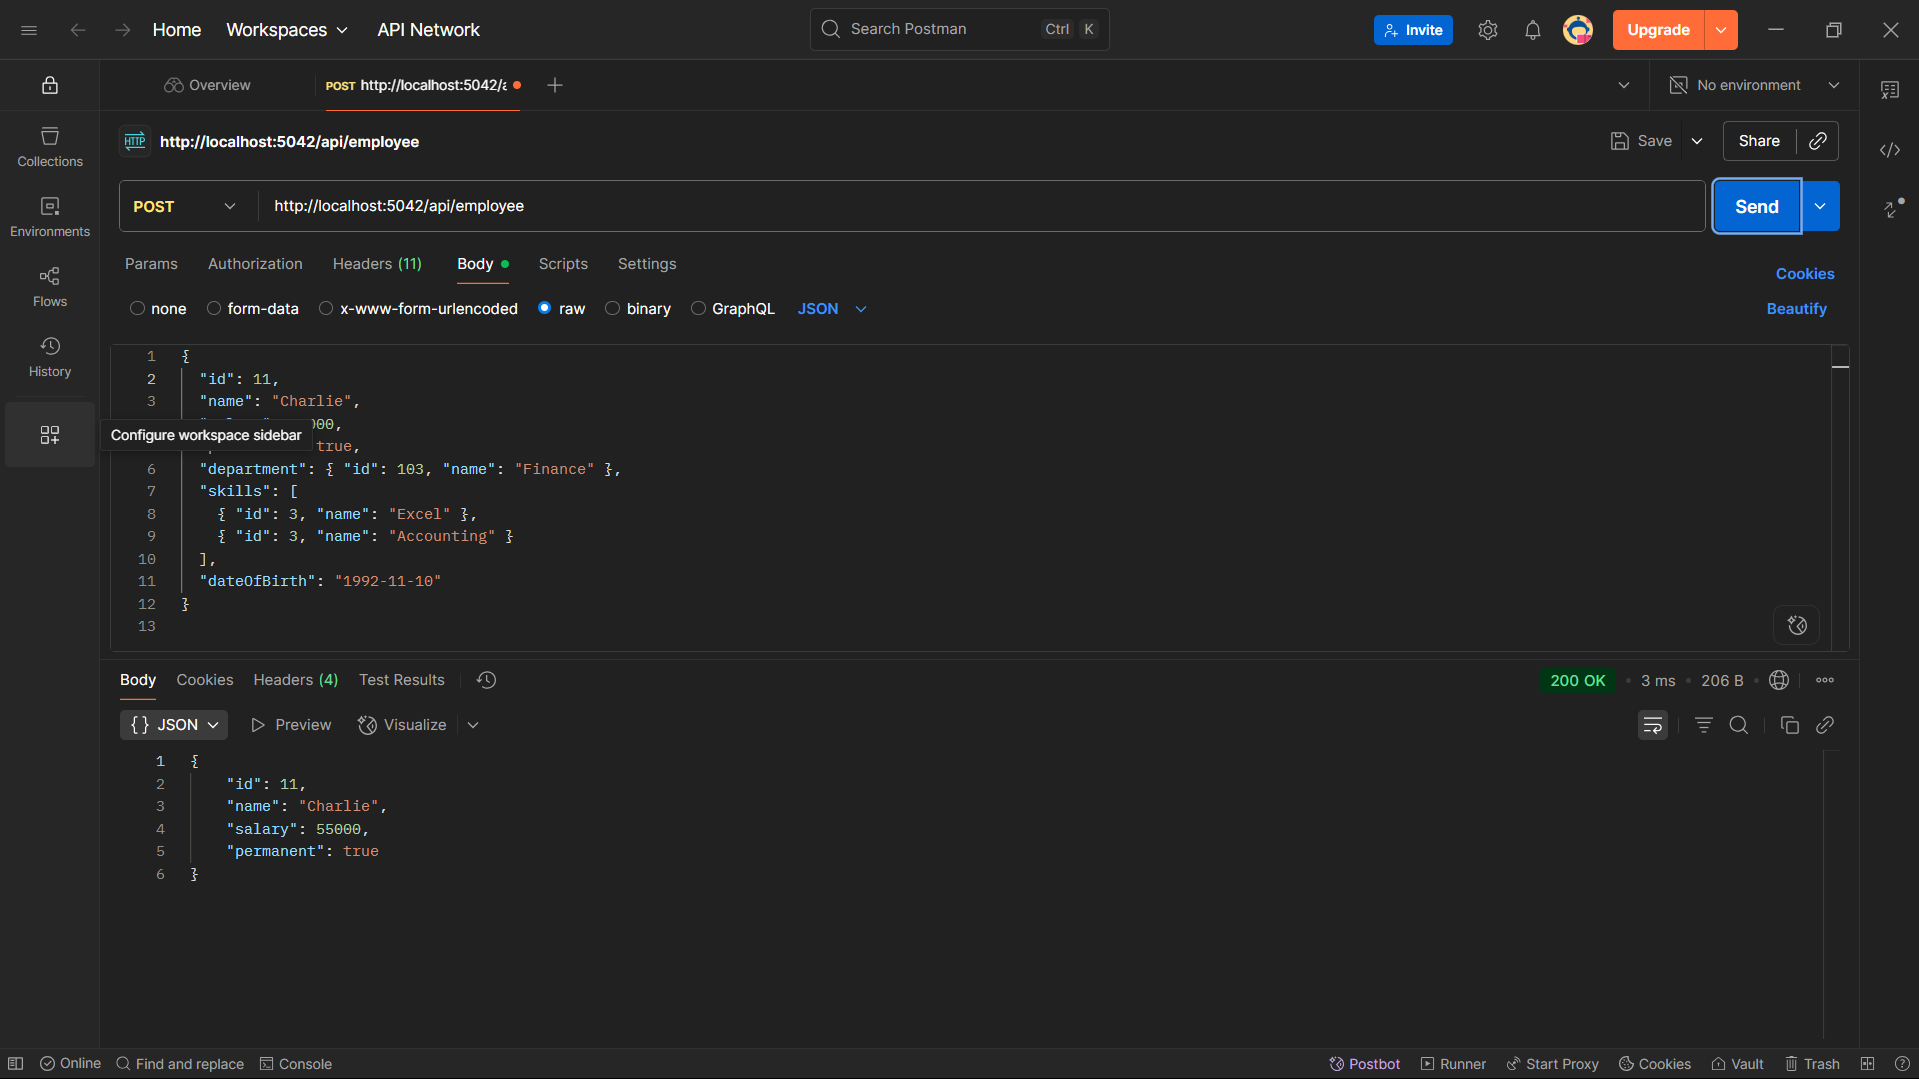 Home Workspaces API Network
Search Postman Ctrl K
Invite Upgrade
Overview
POST http://localhost:5042/a
No environment
Collections
Environments
Flows
History
Configure workspace sidebar
HTTP http://localhost:5042/api/employee
Save Share
POST http://localhost:5042/api/employee Send
Params Authorization Headers (11) Body Scripts Settings Cookies
none form-data x-www-form-urlencoded raw binary GraphQL JSON Beautify
1 {
2 "id": 11,
3 "name": "Charlie",
000,
true,
6 "department": { "id": 103, "name": "Finance" },
7 "skills": [
8 { "id": 3, "name": "Excel" },
9 { "id": 3, "name": "Accounting" }
10 ],
11 "dateOfBirth": "1992-11-10"
12 }
13
Body Cookies Headers (4) Test Results 200 OK • 3 ms • 206 B •
{} JSON Preview Visualize
1 {
2 "id": 11,
3 "name": "Charlie",
4 "salary": 55000,
5 "permanent": true
6 }
Online Find and replace Console Postbot Runner Start Proxy Cookies Vault Trash